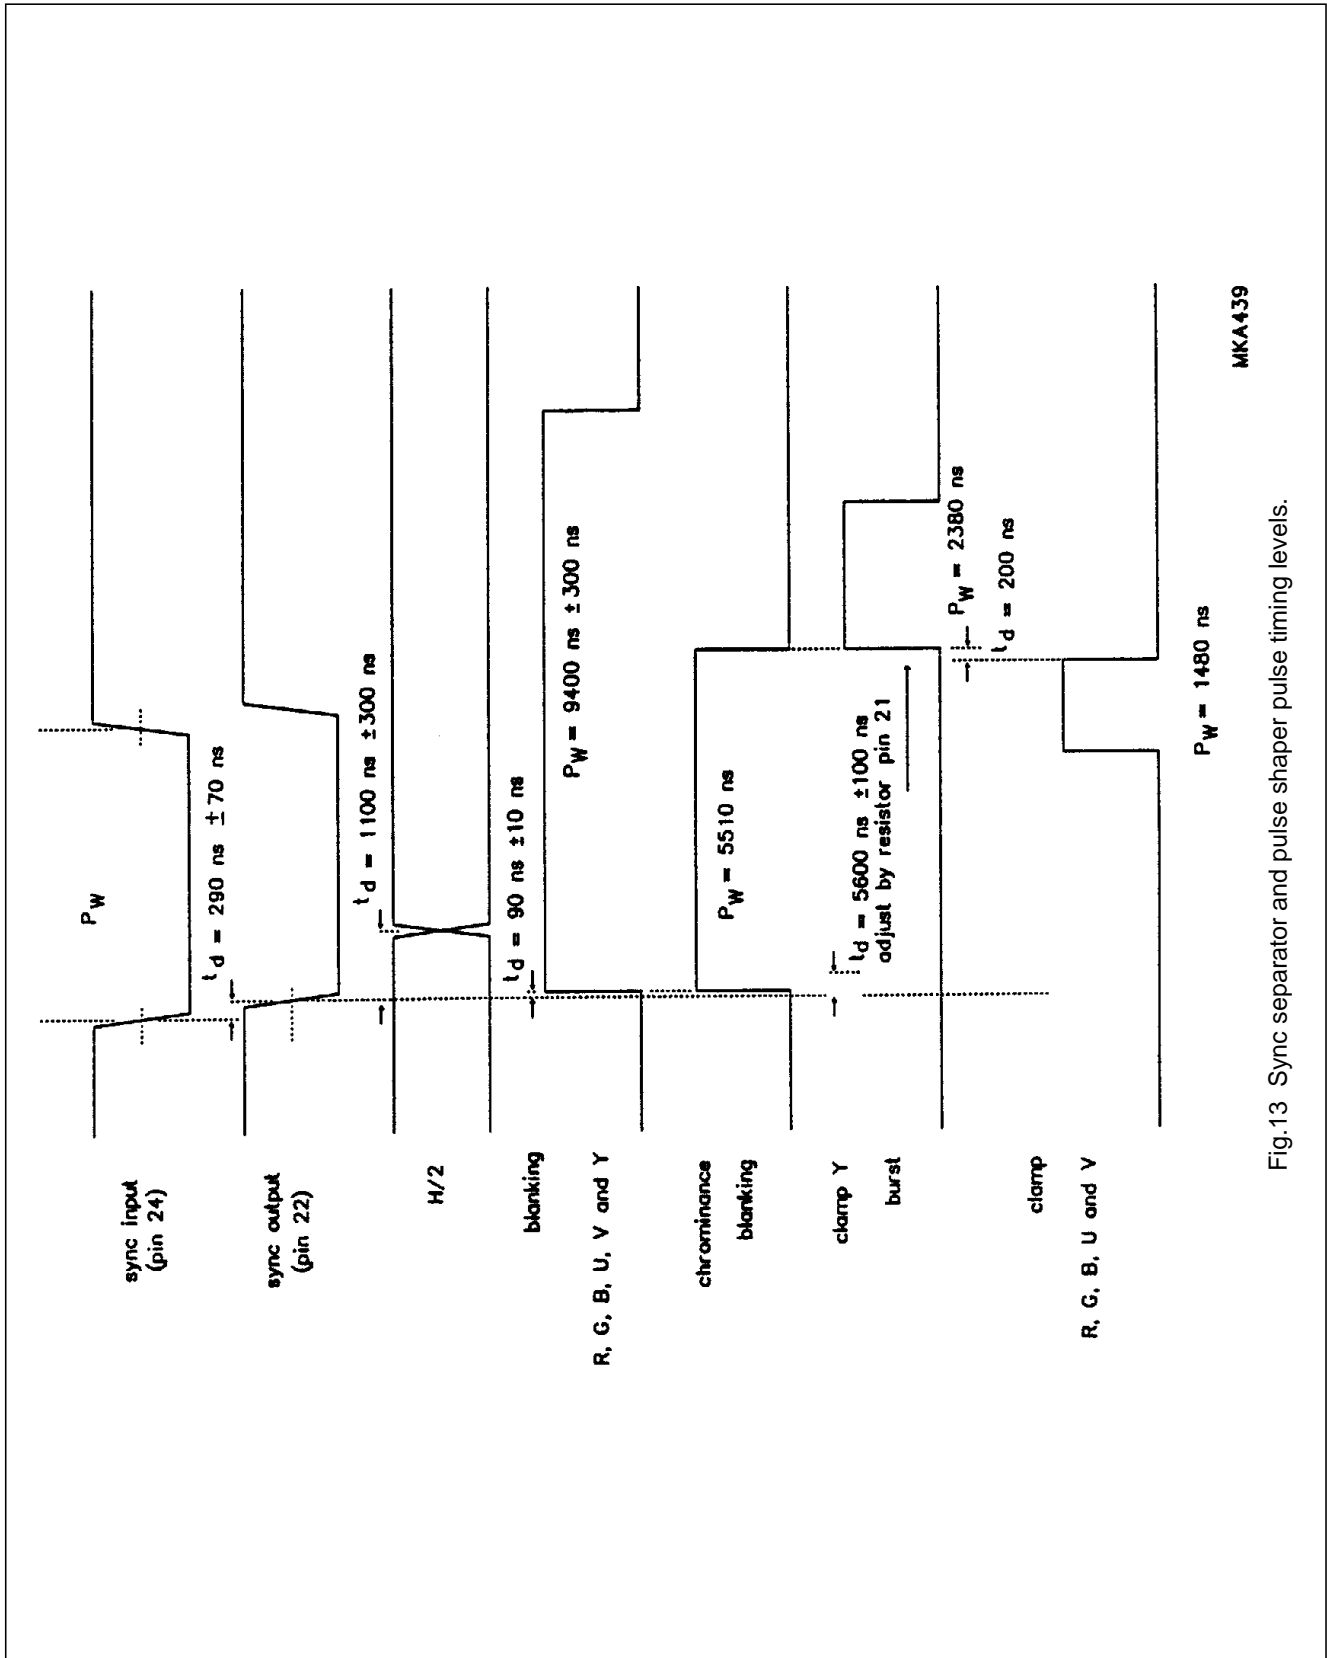 sync input
(pin 24)
P_W
t_d = 290 ns ± 70 ns
sync output
(pin 22)
t_d = 1100 ns ±300 ns
H/2
t_d = 90 ns ±10 ns
blanking
R, G, B, U, V and Y
P_W = 9400 ns ±300 ns
chrominance
blanking
P_W = 5510 ns
clamp Y
burst
t_d = 5600 ns ±100 ns
adjust by resistor pin 21
P_W = 2380 ns
t_d = 200 ns
clamp
R, G, B, U and V
P_W = 1480 ns
MKA439
Fig.13 Sync separator and pulse shaper pulse timing levels.